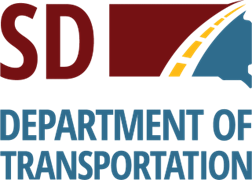 SD
DEPARTMENT OF
TRANSPORTATION